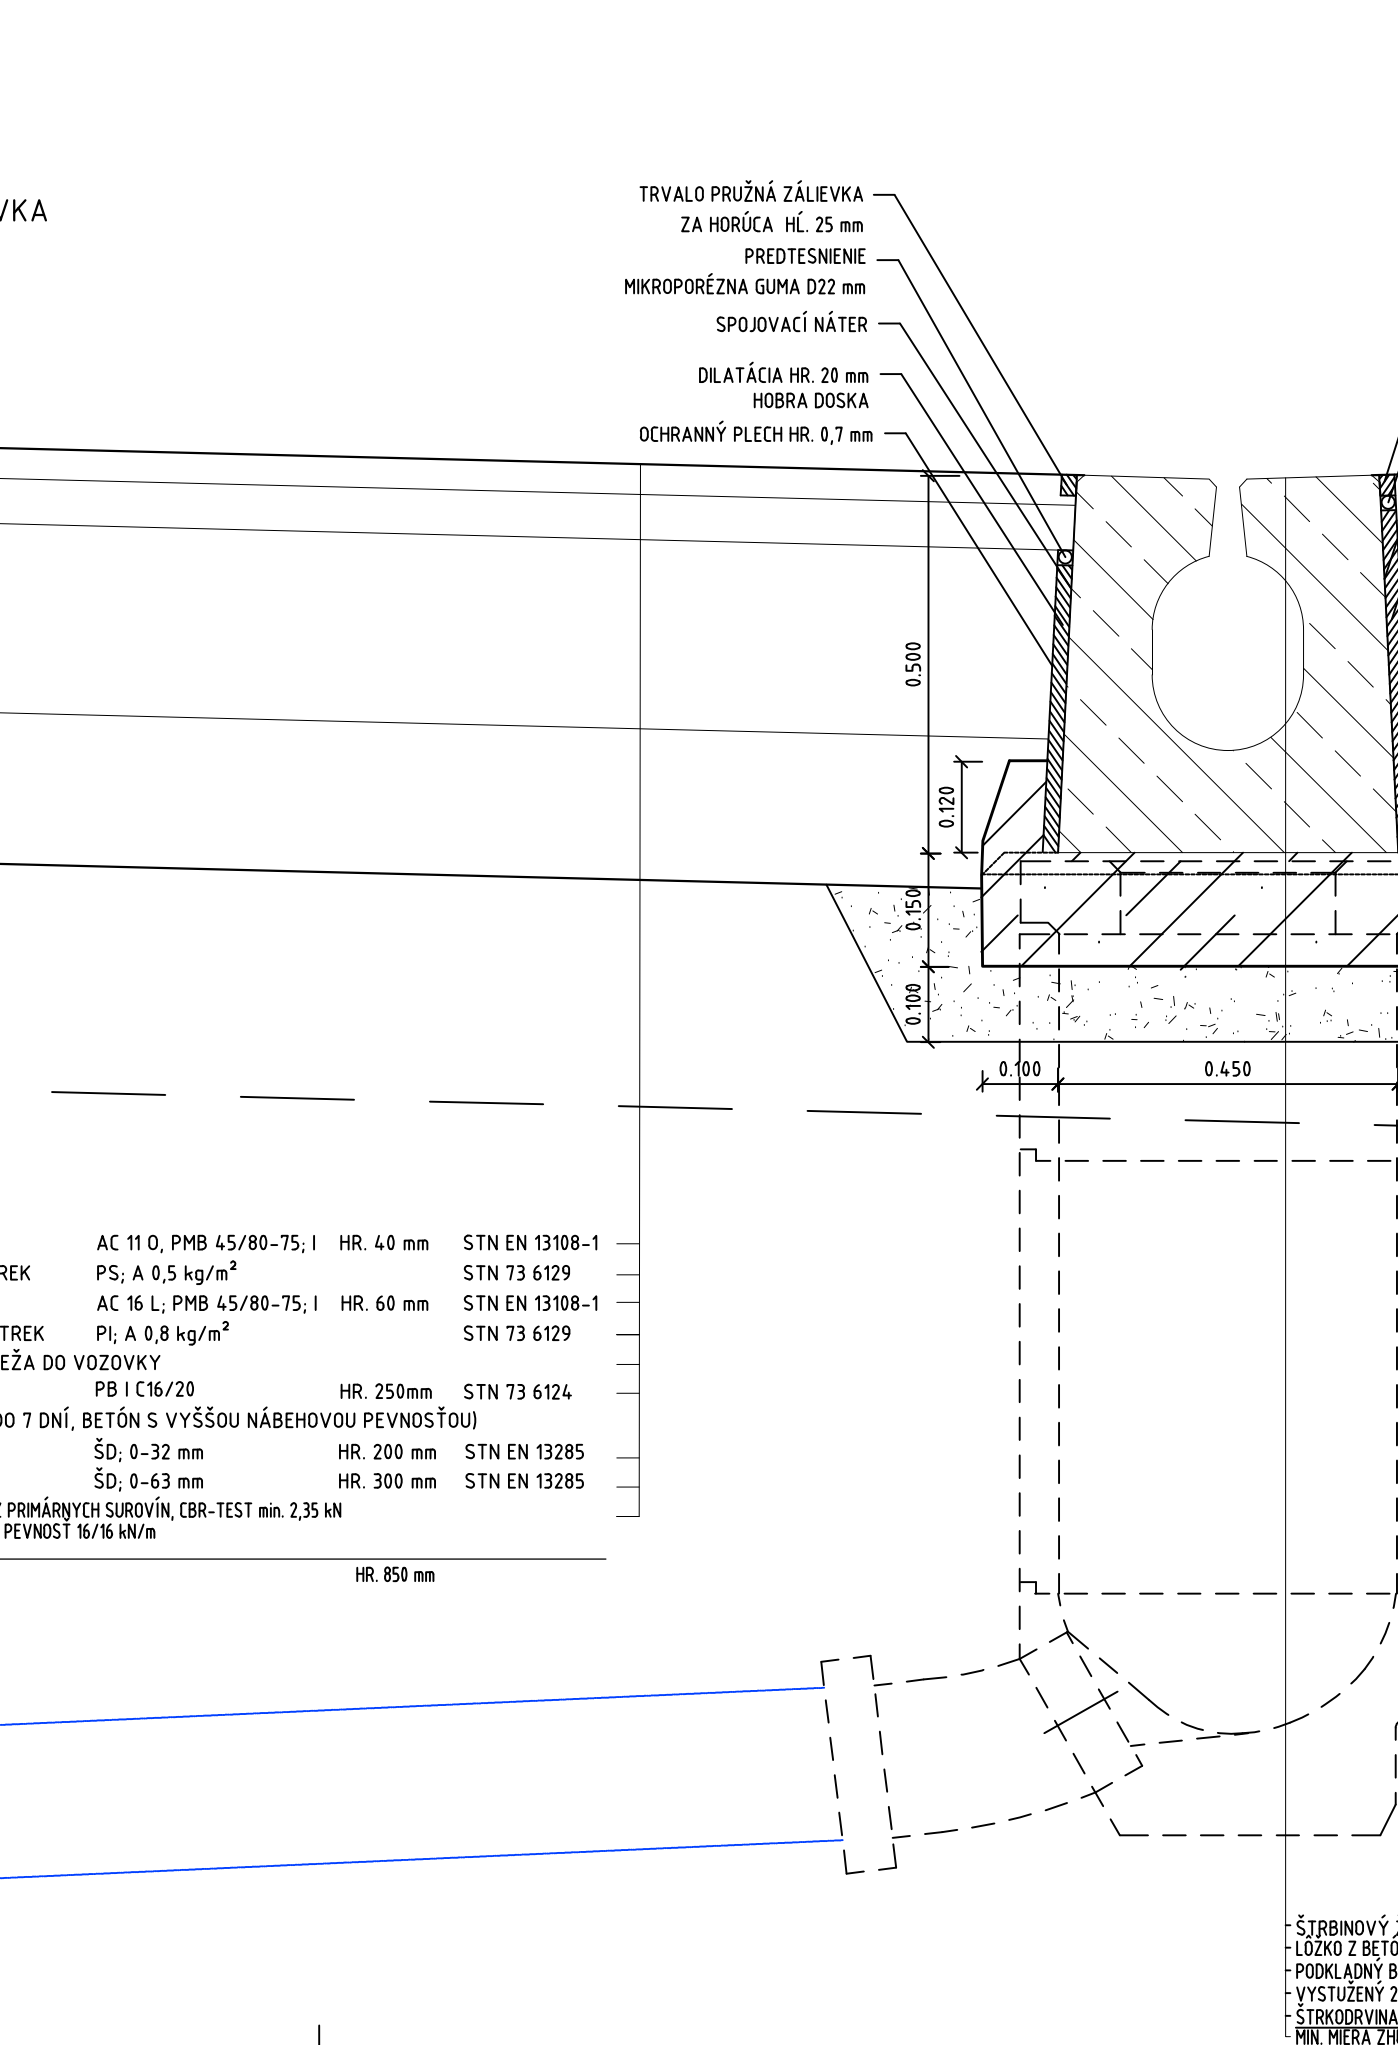 VKA
TRVALO PRUŽNÁ ZÁLIEVKA
ZA HORÚCA HĹ. 25 mm
PREDTESNIENIE
MIKROPORÉZNA GUMA D22 mm
SPOJOVACÍ NÁTER
DILATÁCIA HR. 20 mm
HOBRA DOSKA
OCHRANNÝ PLECH HR. 0,7 mm
0.500
0.120
0.150
0.100
0.100 0.450
AC 11 O, PMB 45/80-75; I HR. 40 mm STN EN 13108-1
REK PS; A 0,5 kg/m² STN 73 6129
AC 16 L; PMB 45/80-75; I HR. 60 mm STN EN 13108-1
TREK PI; A 0,8 kg/m² STN 73 6129
EŽA DO VOZOVKY
PB I C16/20 HR. 250mm STN 73 6124
DO 7 DNÍ, BETÓN S VYŠŠOU NÁBEHOVOU PEVNOSŤOU)
ŠD; 0-32 mm HR. 200 mm STN EN 13285
ŠD; 0-63 mm HR. 300 mm STN EN 13285
Z PRIMÁRNYCH SUROVÍN, CBR-TEST min. 2,35 kN
PEVNOSŤ 16/16 kN/m
HR. 850 mm
ŠTRBINOVÝ
LÔŽKO Z BETÓ
PODKLADNÝ B
VYSTUŽENÝ 2
ŠTRKODRVINA
MIN. MIERA ZHU